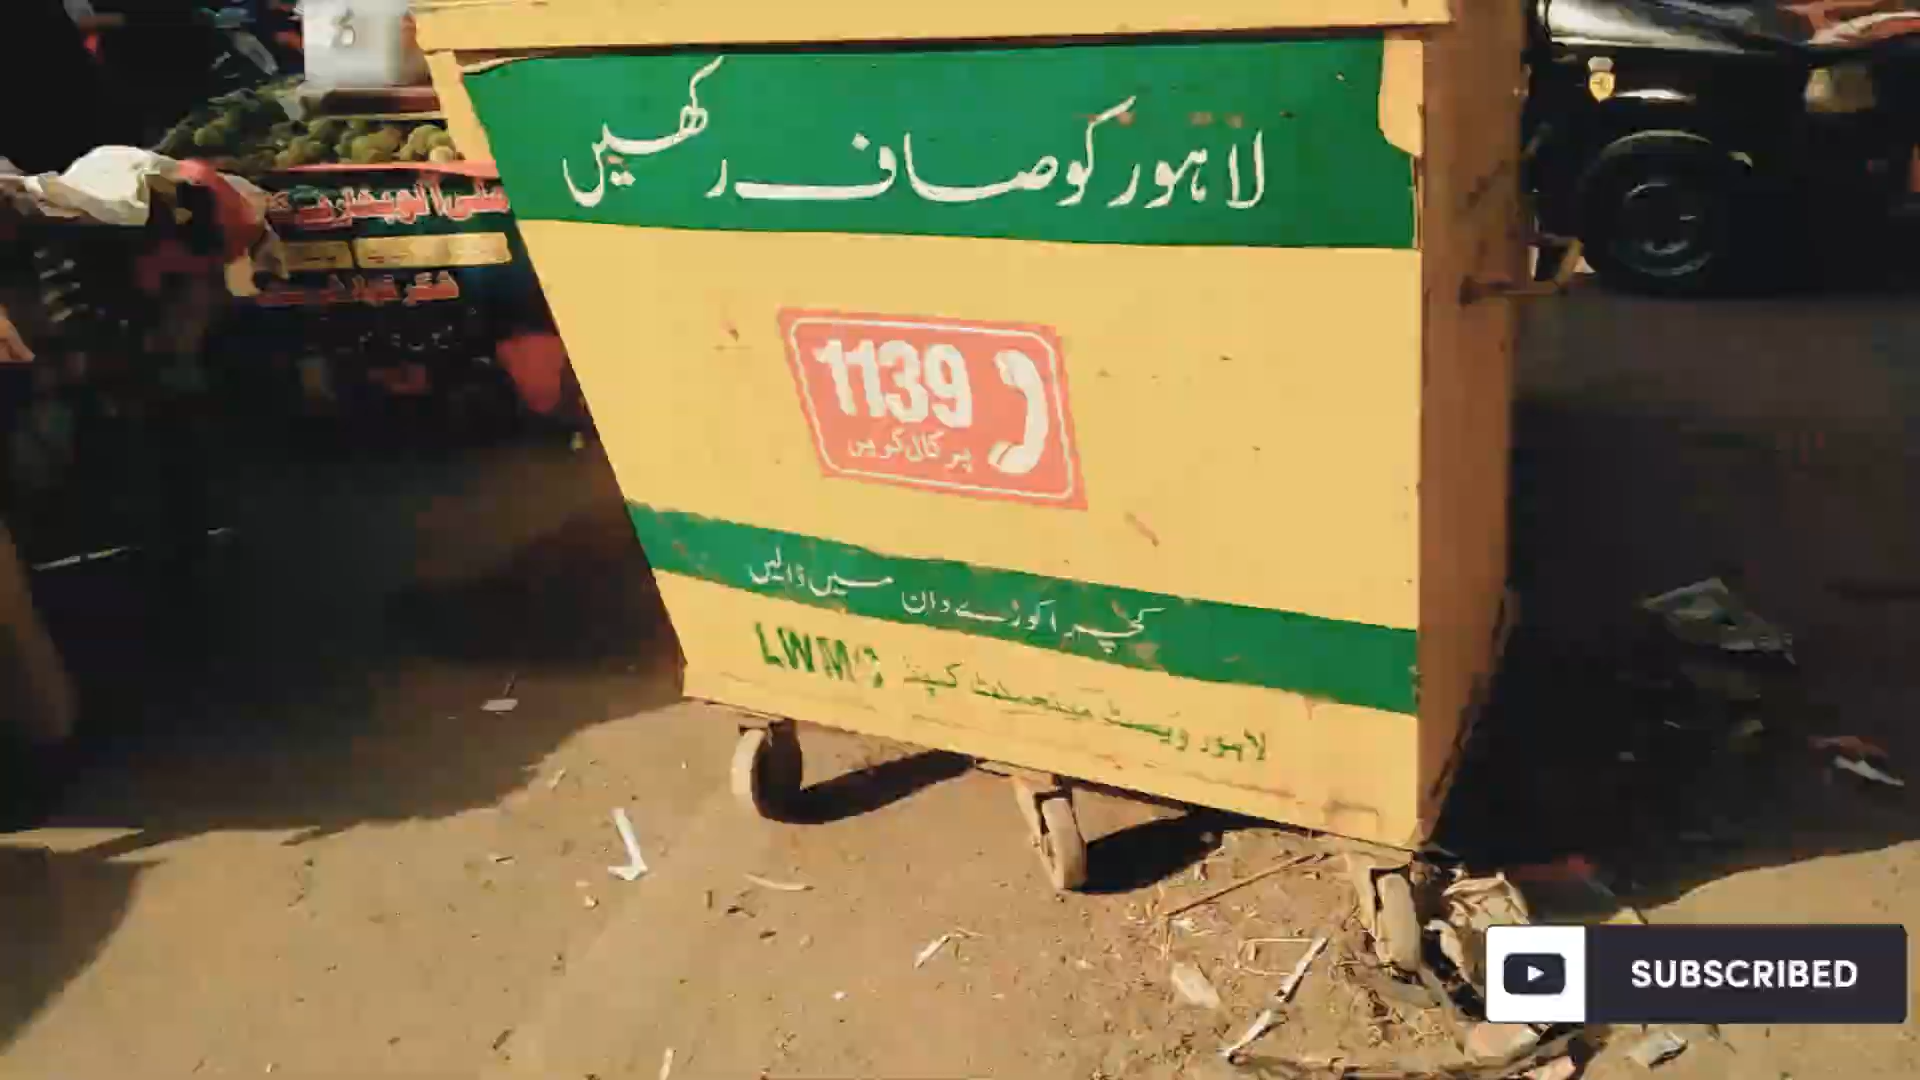 لاہور کو صاف رکھیں
1139
پر کال کریں
کچرا کوڑے دان میں ڈالیں
LWMC لاہور ویسٹ مینجمنٹ کمپنی
SUBSCRIBED